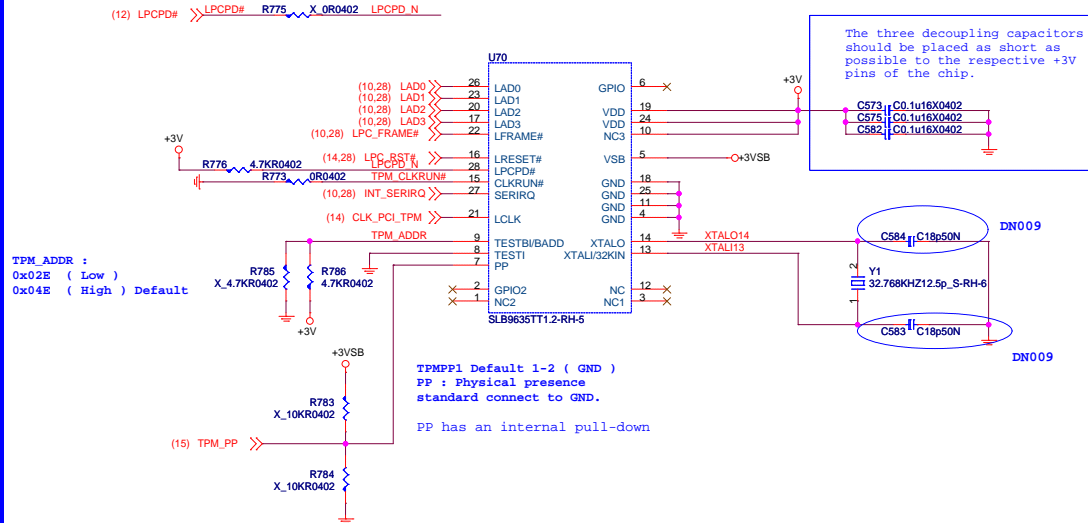 (12) LPCPD# LPCPD# R775 X_0R0402 LPCPD_N
The three decoupling capacitors
should be placed as short as
possible to the respective +3V
pins of the chip.
U70
(10,28) LAD0 26 LAD0 GPIO 6
(10,28) LAD1 23 LAD1
(10,28) LAD2 20 LAD2 VDD 19
(10,28) LAD3 17 LAD3 VDD 24
(10,28) LPC_FRAME# 22 LFRAME# NC3 10
+3V
C573 C0.1u16X0402
C575 C0.1u16X0402
C582 C0.1u16X0402
+3V
(14,28) LPC_RST# 16 LRESET# VSB 5 +3VSB
R776 4.7KR0402 LPCPD_N 28 LPCPD#
R773 0R0402 TPM_CLKRUN# 15 CLKRUN# GND 18
(10,28) INT_SERIRQ 27 SERIRQ GND 25
GND 11
(14) CLK_PCI_TPM 21 LCLK GND 4
TPM_ADDR 9 TESTBI/BADD XTALO 14 XTALO14
8 TESTI XTALI/32KIN 13 XTALI13
7 PP
2 GPIO2 NC 12
1 NC2 NC1 3
SLB9635TT1.2-RH-5
C584 C18p50N
DN009
2
Y1
32.768KHZ12.5p_S-RH-6
1
C583 C18p50N
DN009
TPM_ADDR :
0x02E ( Low )
0x04E ( High ) Default
R785
X_4.7KR0402
R786
4.7KR0402
+3V
+3VSB
R783
X_10KR0402
(15) TPM_PP
R784
X_10KR0402
TPMPP1 Default 1-2 ( GND )
PP : Physical presence
standard connect to GND.
PP has an internal pull-down